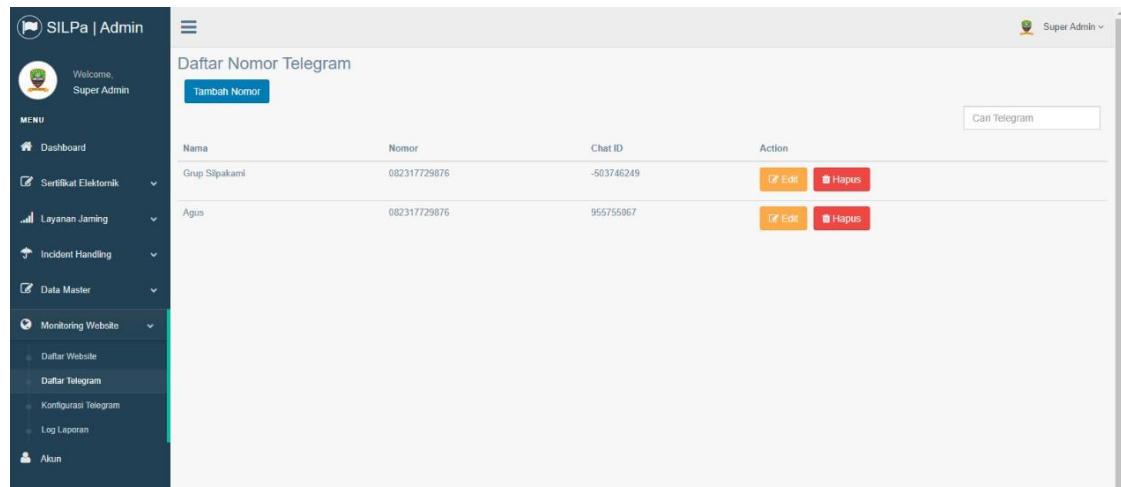 SILPa | Admin
Super Admin
Welcome,
Super Admin
MENU
Dashboard
Sertifikat Elektornik
Layanan Jaming
Incident Handling
Data Master
Monitoring Website
Daftar Website
Daftar Telegram
Konfigurasi Telegram
Log Laporan
Akun
Daftar Nomor Telegram
Tambah Nomor
Cari Telegram
Nama Nomor Chat ID Action
Grup Silpakami 082317729876 -503746249 Edit Hapus
Agus 082317729876 955755067 Edit Hapus